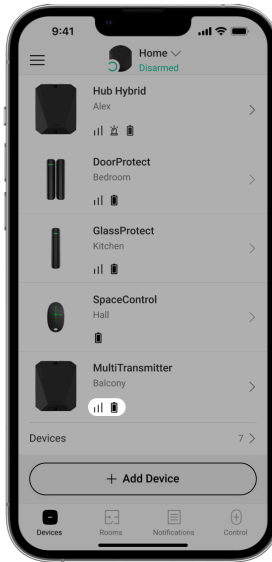 9:41
Home
Disarmed
Hub Hybrid
Alex
DoorProtect
Bedroom
GlassProtect
Kitchen
SpaceControl
Hall
MultiTransmitter
Balcony
Devices 7
+ Add Device
Devices Rooms Notifications Control